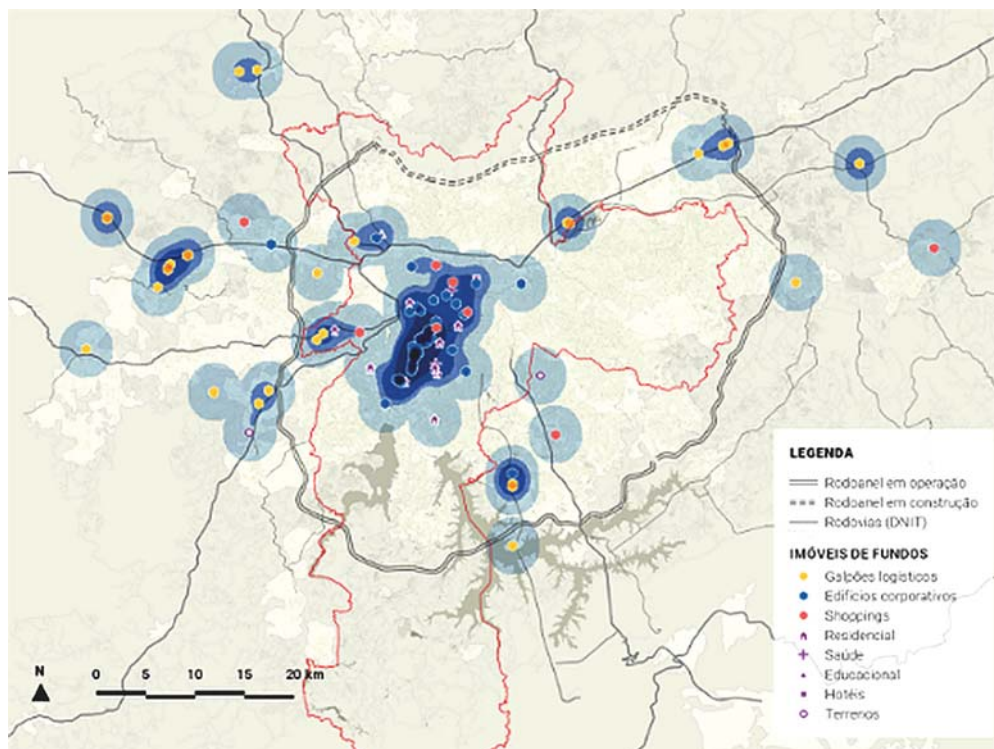 LEGENDA
Rodoanel em operação
Rodoanel em construção
Rodovias (DNIT)
IMÓVEIS DE FUNDOS
Galpões logísticos
Edifícios corporativos
Shoppings
Residencial
Saúde
Educacional
Hotéis
Terrenos
N
0 5 10 15 20 km